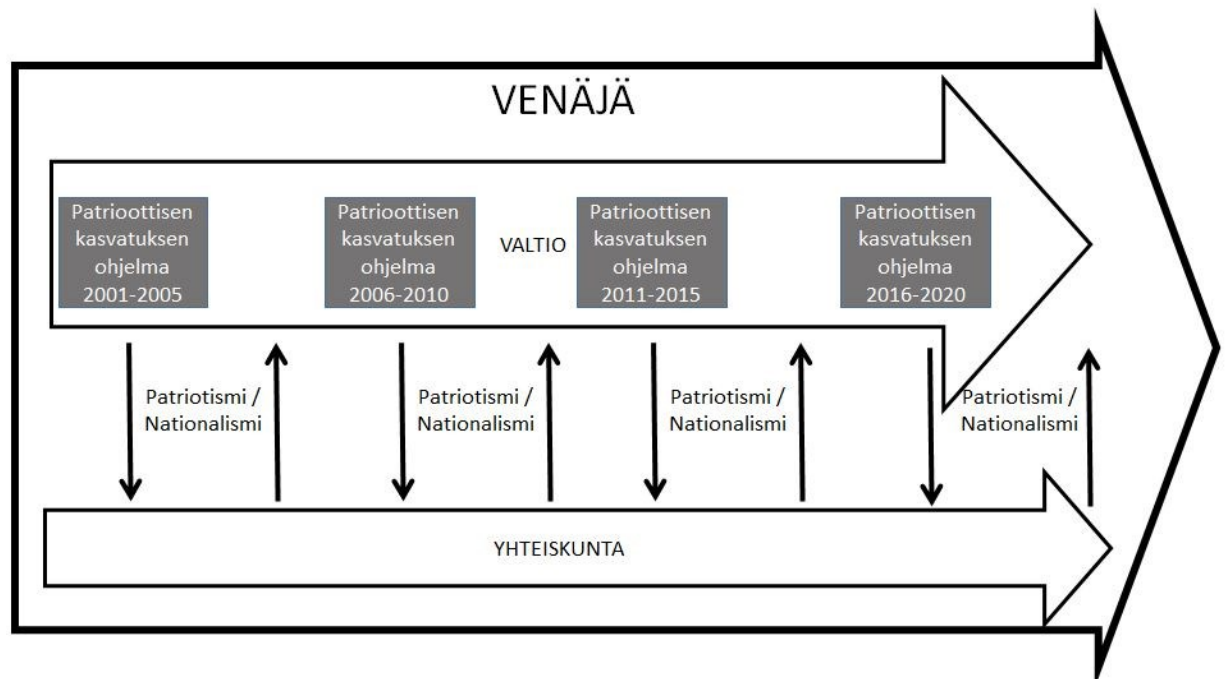 VENÄJÄ
Patrioottisen
kasvatuksen
ohjelma
2001-2005
Patrioottisen
kasvatuksen
ohjelma
2006-2010
VALTIO
Patrioottisen
kasvatuksen
ohjelma
2011-2015
Patrioottisen
kasvatuksen
ohjelma
2016-2020
Patriotismi /
Nationalismi
Patriotismi /
Nationalismi
Patriotismi /
Nationalismi
Patriotismi /
Nationalismi
YHTEISKUNTA